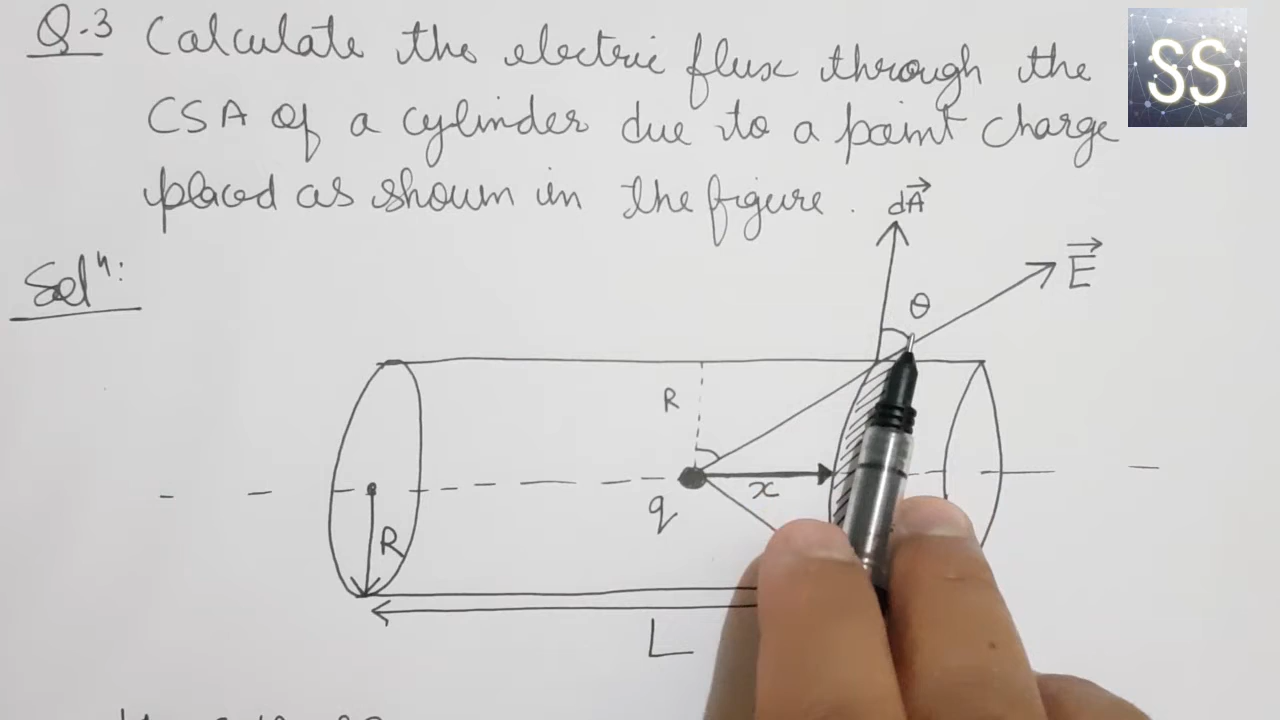 Q.3 Calculate the electric flux through the
CSA of a cylinder due to a point charge
placed as shown in the figure.
SS
Solⁿ:
dA
E
θ
R
x
q
R
L